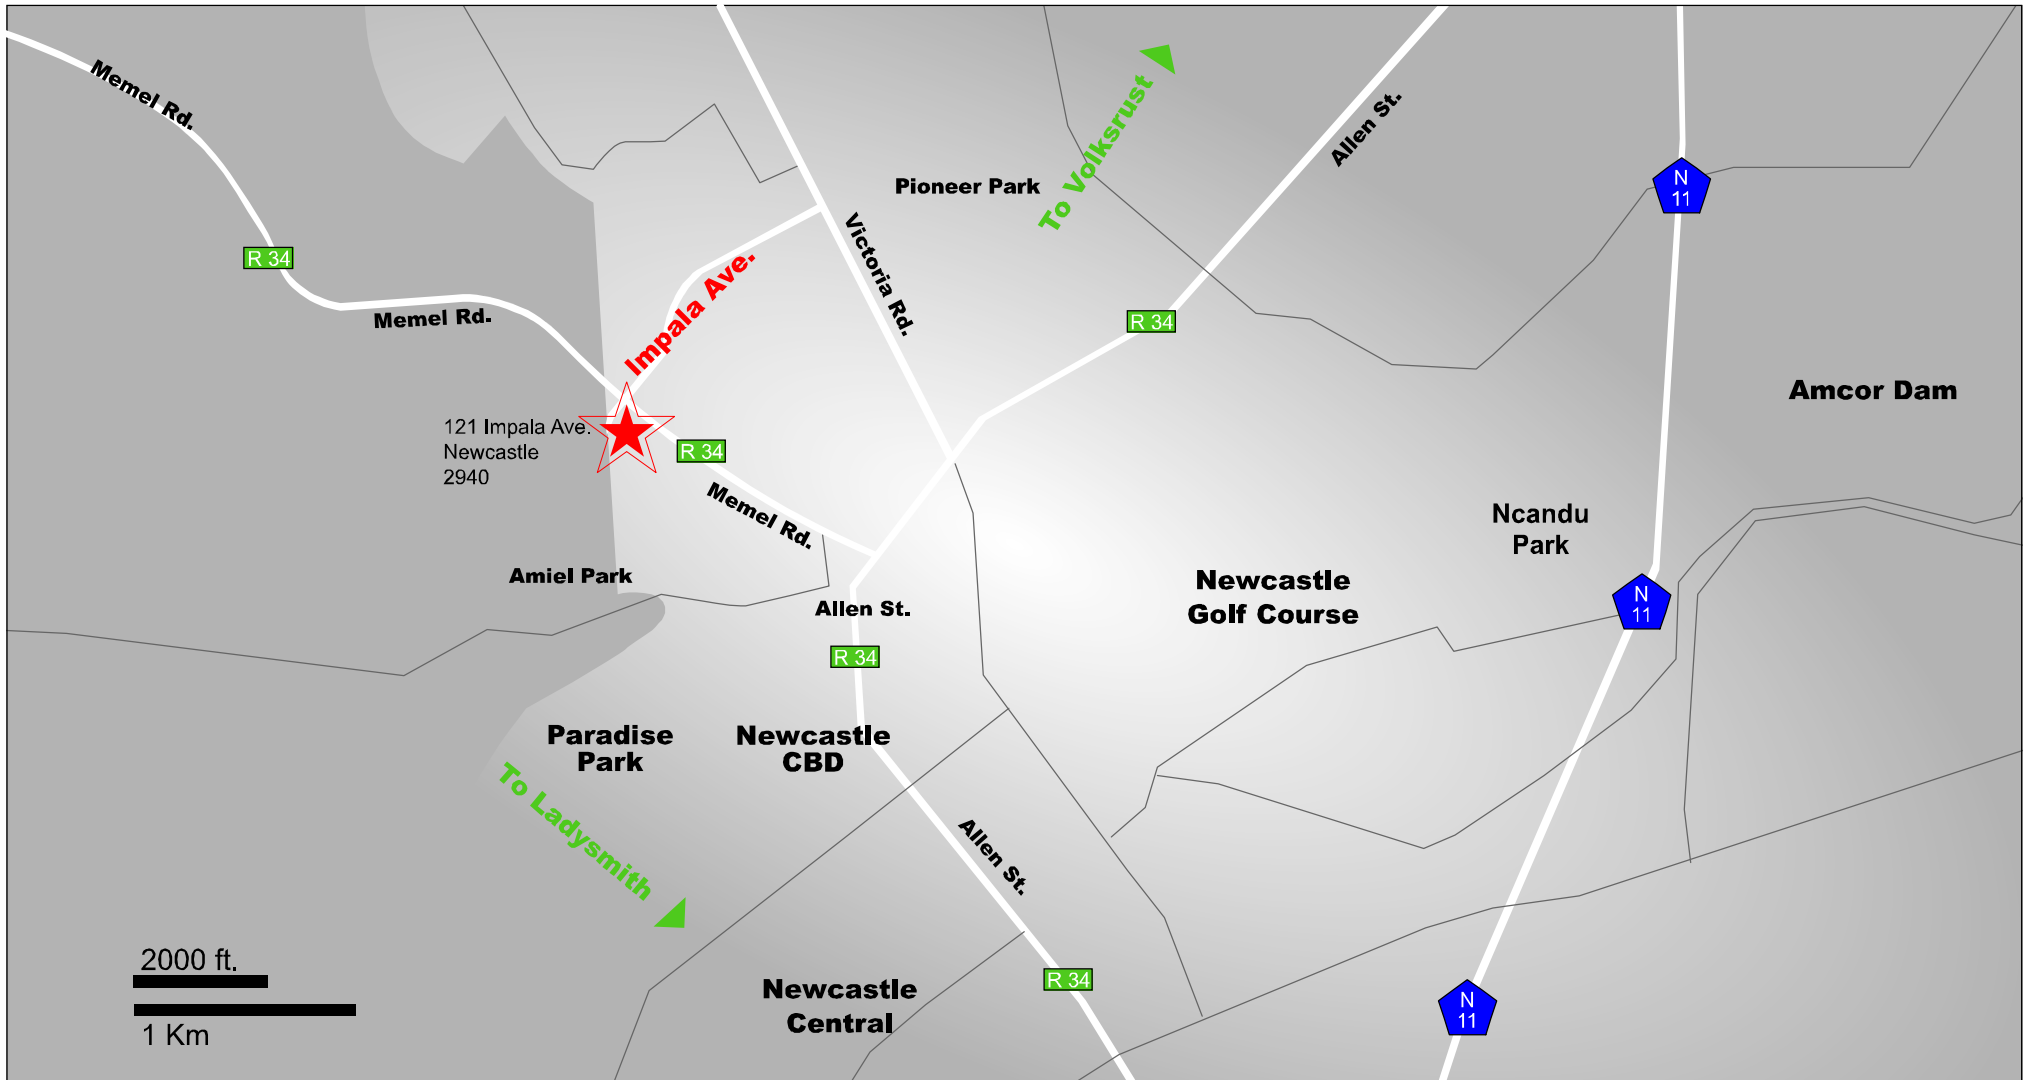 Memel Rd.
R 34
Memel Rd.
Impala Ave.
Victoria Rd.
Pioneer Park
To Volksrust
Allen St.
N
11
R 34
Amcor Dam
121 Impala Ave.
Newcastle
2940
R 34
Memel Rd.
Ncandu
Park
Amiel Park
Allen St.
Newcastle
Golf Course
N
11
R 34
Paradise
Park
Newcastle
CBD
To Ladysmith
Allen St.
2000 ft.
1 Km
Newcastle
Central
R 34
N
11